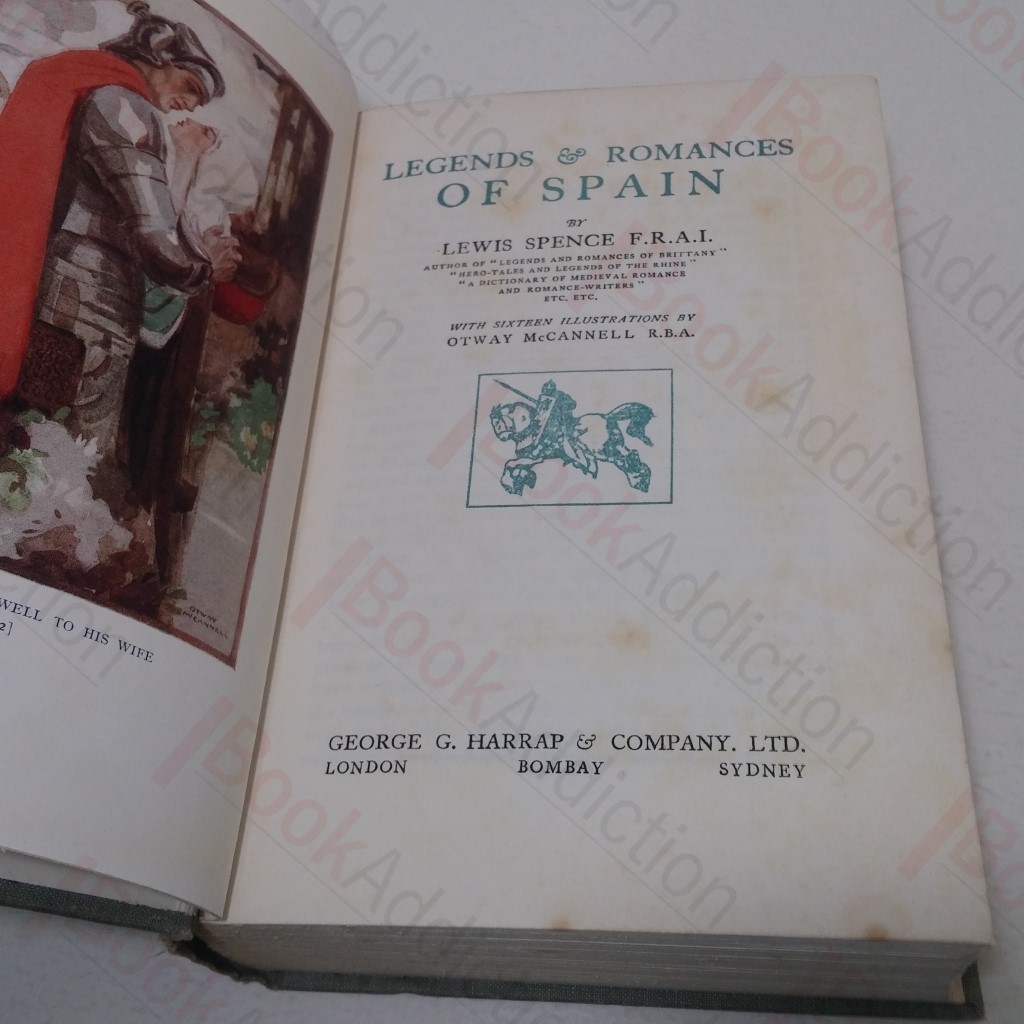 WELL TO HIS WIFE
2]
OTWAY
McCANNELL
LEGENDS & ROMANCES
OF SPAIN
BY
LEWIS SPENCE F.R.A.I.
AUTHOR OF "LEGENDS AND ROMANCES OF BRITTANY"
"HERO-TALES AND LEGENDS OF THE RHINE"
"A DICTIONARY OF MEDIEVAL ROMANCE
AND ROMANCE-WRITERS"
ETC. ETC.
WITH SIXTEEN ILLUSTRATIONS BY
OTWAY McCANNELL R.B.A.
GEORGE G. HARRAP & COMPANY. LTD.
LONDON BOMBAY SYDNEY
BookAddiction